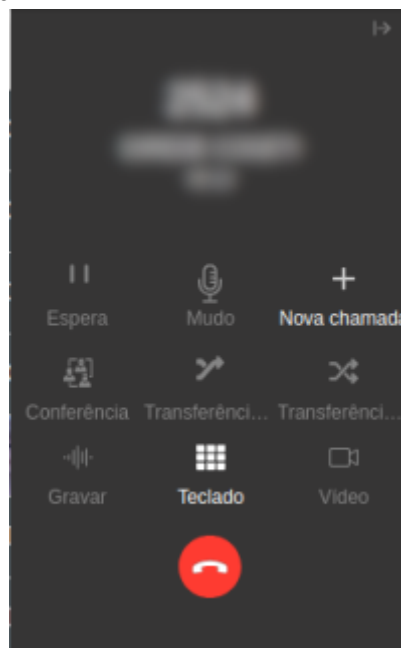 Espera Mudo Nova chamada
Conferência Transferênci... Transferênci...
Gravar Teclado Vídeo